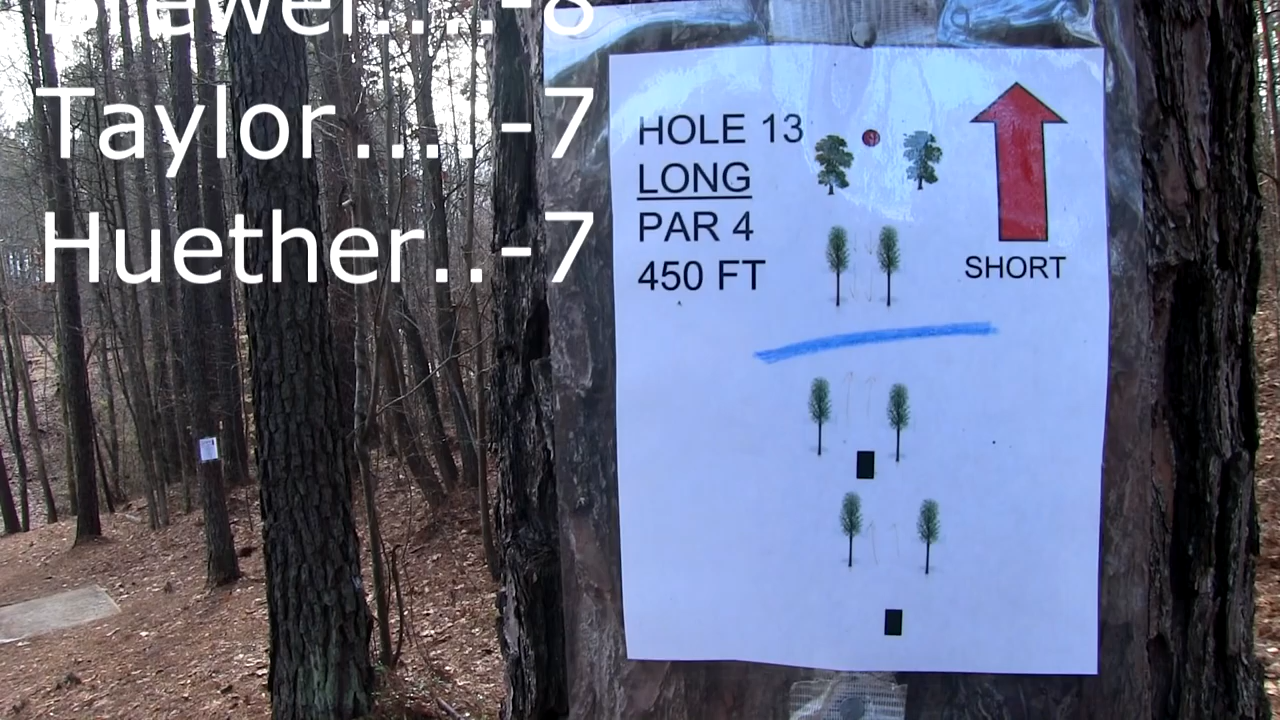 Taylor....-7
Huether..-7
HOLE 13
LONG
PAR 4
450 FT
SHORT